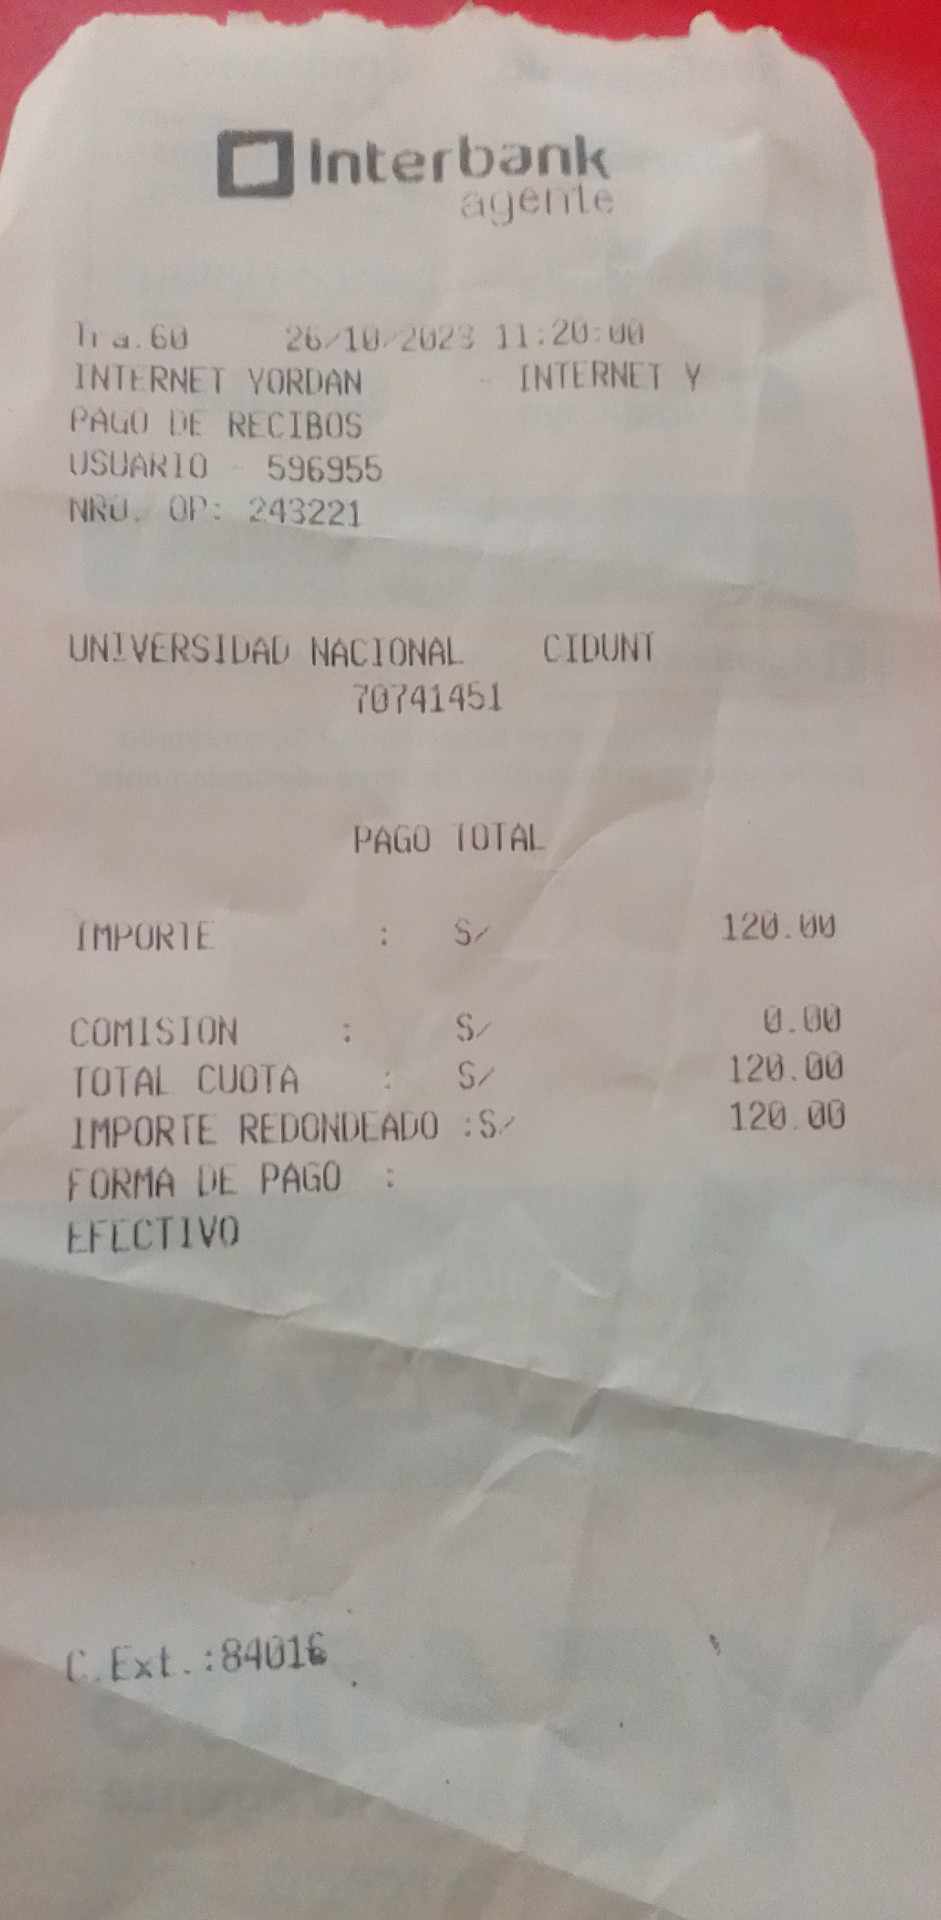 Interbank
agente
Tra.60 26/10/2023 11:20:00
INTERNET YORDAN - INTERNET Y
PAGO DE RECIBOS
USUARIO - 596955
NRO. OP: 243221
UNIVERSIDAD NACIONAL CIDUNT
70741451
PAGO TOTAL
IMPORTE : S/ 120.00
COMISION : S/ 0.00
TOTAL CUOTA : S/ 120.00
IMPORTE REDONDEADO :S/ 120.00
FORMA DE PAGO :
EFECTIVO
C.Ext.:84016